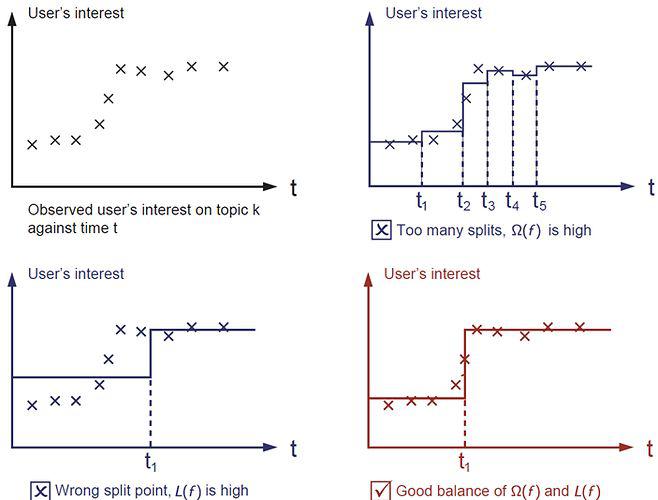 User's interest
t
Observed user's interest on topic k
against time t
User's interest
t
t1 t2 t3 t4 t5
Too many splits, Ω(f) is high
User's interest
t
t1
Wrong split point, L(f) is high
User's interest
t
t1
Good balance of Ω(f) and L(f)